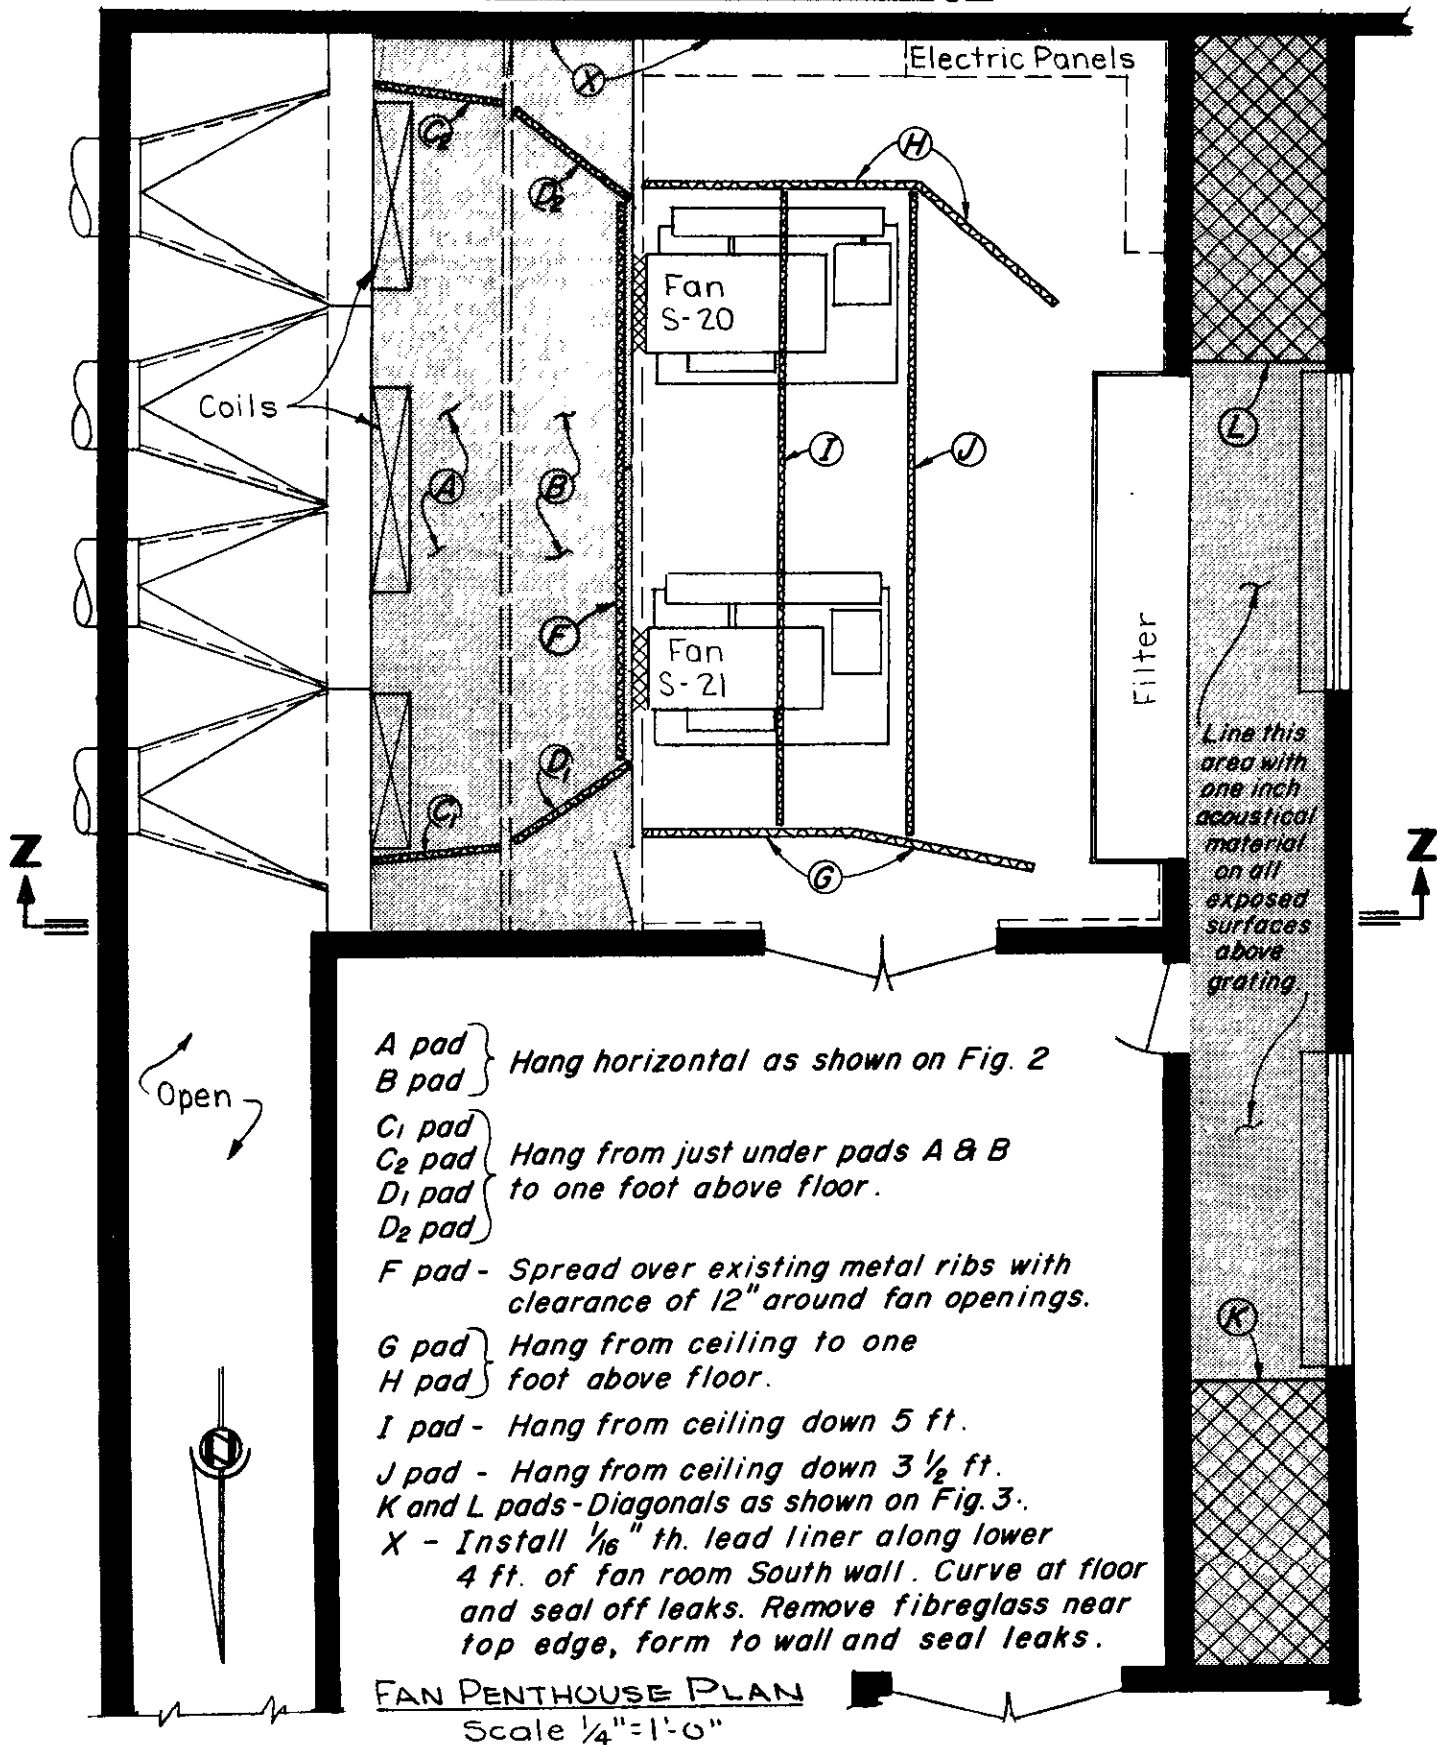 Electric Panels
X
C2
H
D2
Fan
S-20
Coils
L
I
J
A
B
F
Fan
S-21
Filter
D1
C1
G
Line this
area with
one inch
acoustical
material
on all
exposed
surfaces
above
grating.
Z
Z
A pad
B pad
Hang horizontal as shown on Fig. 2
Open
C1 pad
C2 pad
D1 pad
D2 pad
Hang from just under pads A & B
to one foot above floor.
F pad - Spread over existing metal ribs with
clearance of 12" around fan openings.
K
G pad
H pad
Hang from ceiling to one
foot above floor.
I pad - Hang from ceiling down 5 ft.
J pad - Hang from ceiling down 3 1/2 ft.
K and L pads - Diagonals as shown on Fig. 3.
X - Install 1/16" th. lead liner along lower
4 ft. of fan room South wall. Curve at floor
and seal off leaks. Remove fibreglass near
top edge, form to wall and seal leaks.
N
FAN PENTHOUSE PLAN
Scale 1/4"=1'-0"